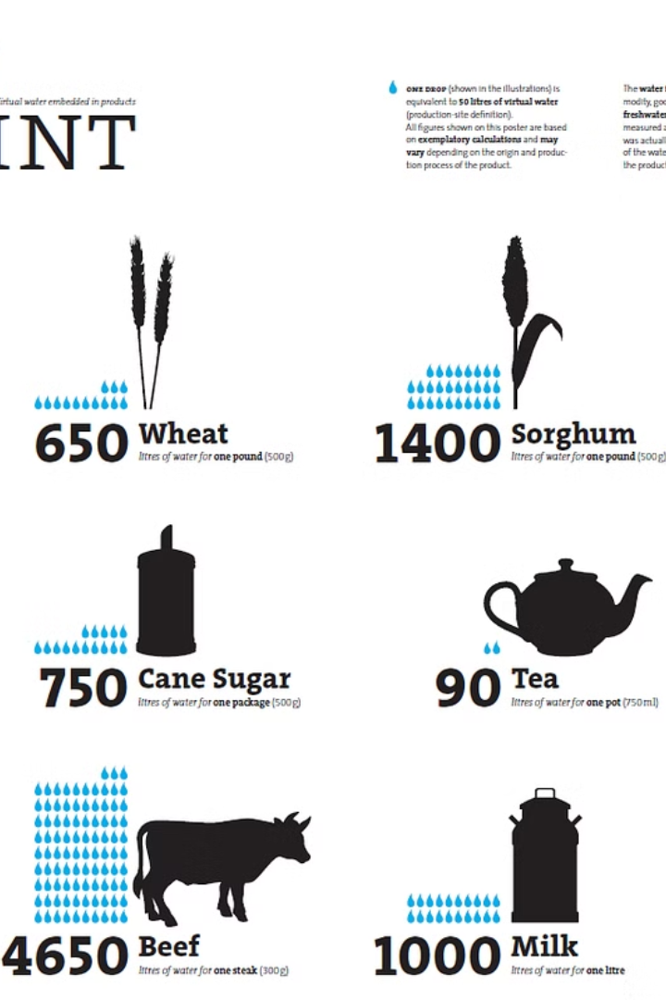 virtual water embedded in products
INT
ONE DROP (shown in the illustrations) is
equivalent to 50 litres of virtual water
(production-site definition).
All figures shown on this poster are based
on exemplatory calculations and may
vary depending on the origin and produc-
tion process of the product.
The water
modity, goo
freshwater
measured a
was actuall
of the wate
the product
650 Wheat
litres of water for one pound (500g)
1400 Sorghum
litres of water for one pound (500g)
750 Cane Sugar
litres of water for one package (500g)
90 Tea
litres of water for one pot (750ml)
4650 Beef
litres of water for one steak (300g)
1000 Milk
litres of water for one litre